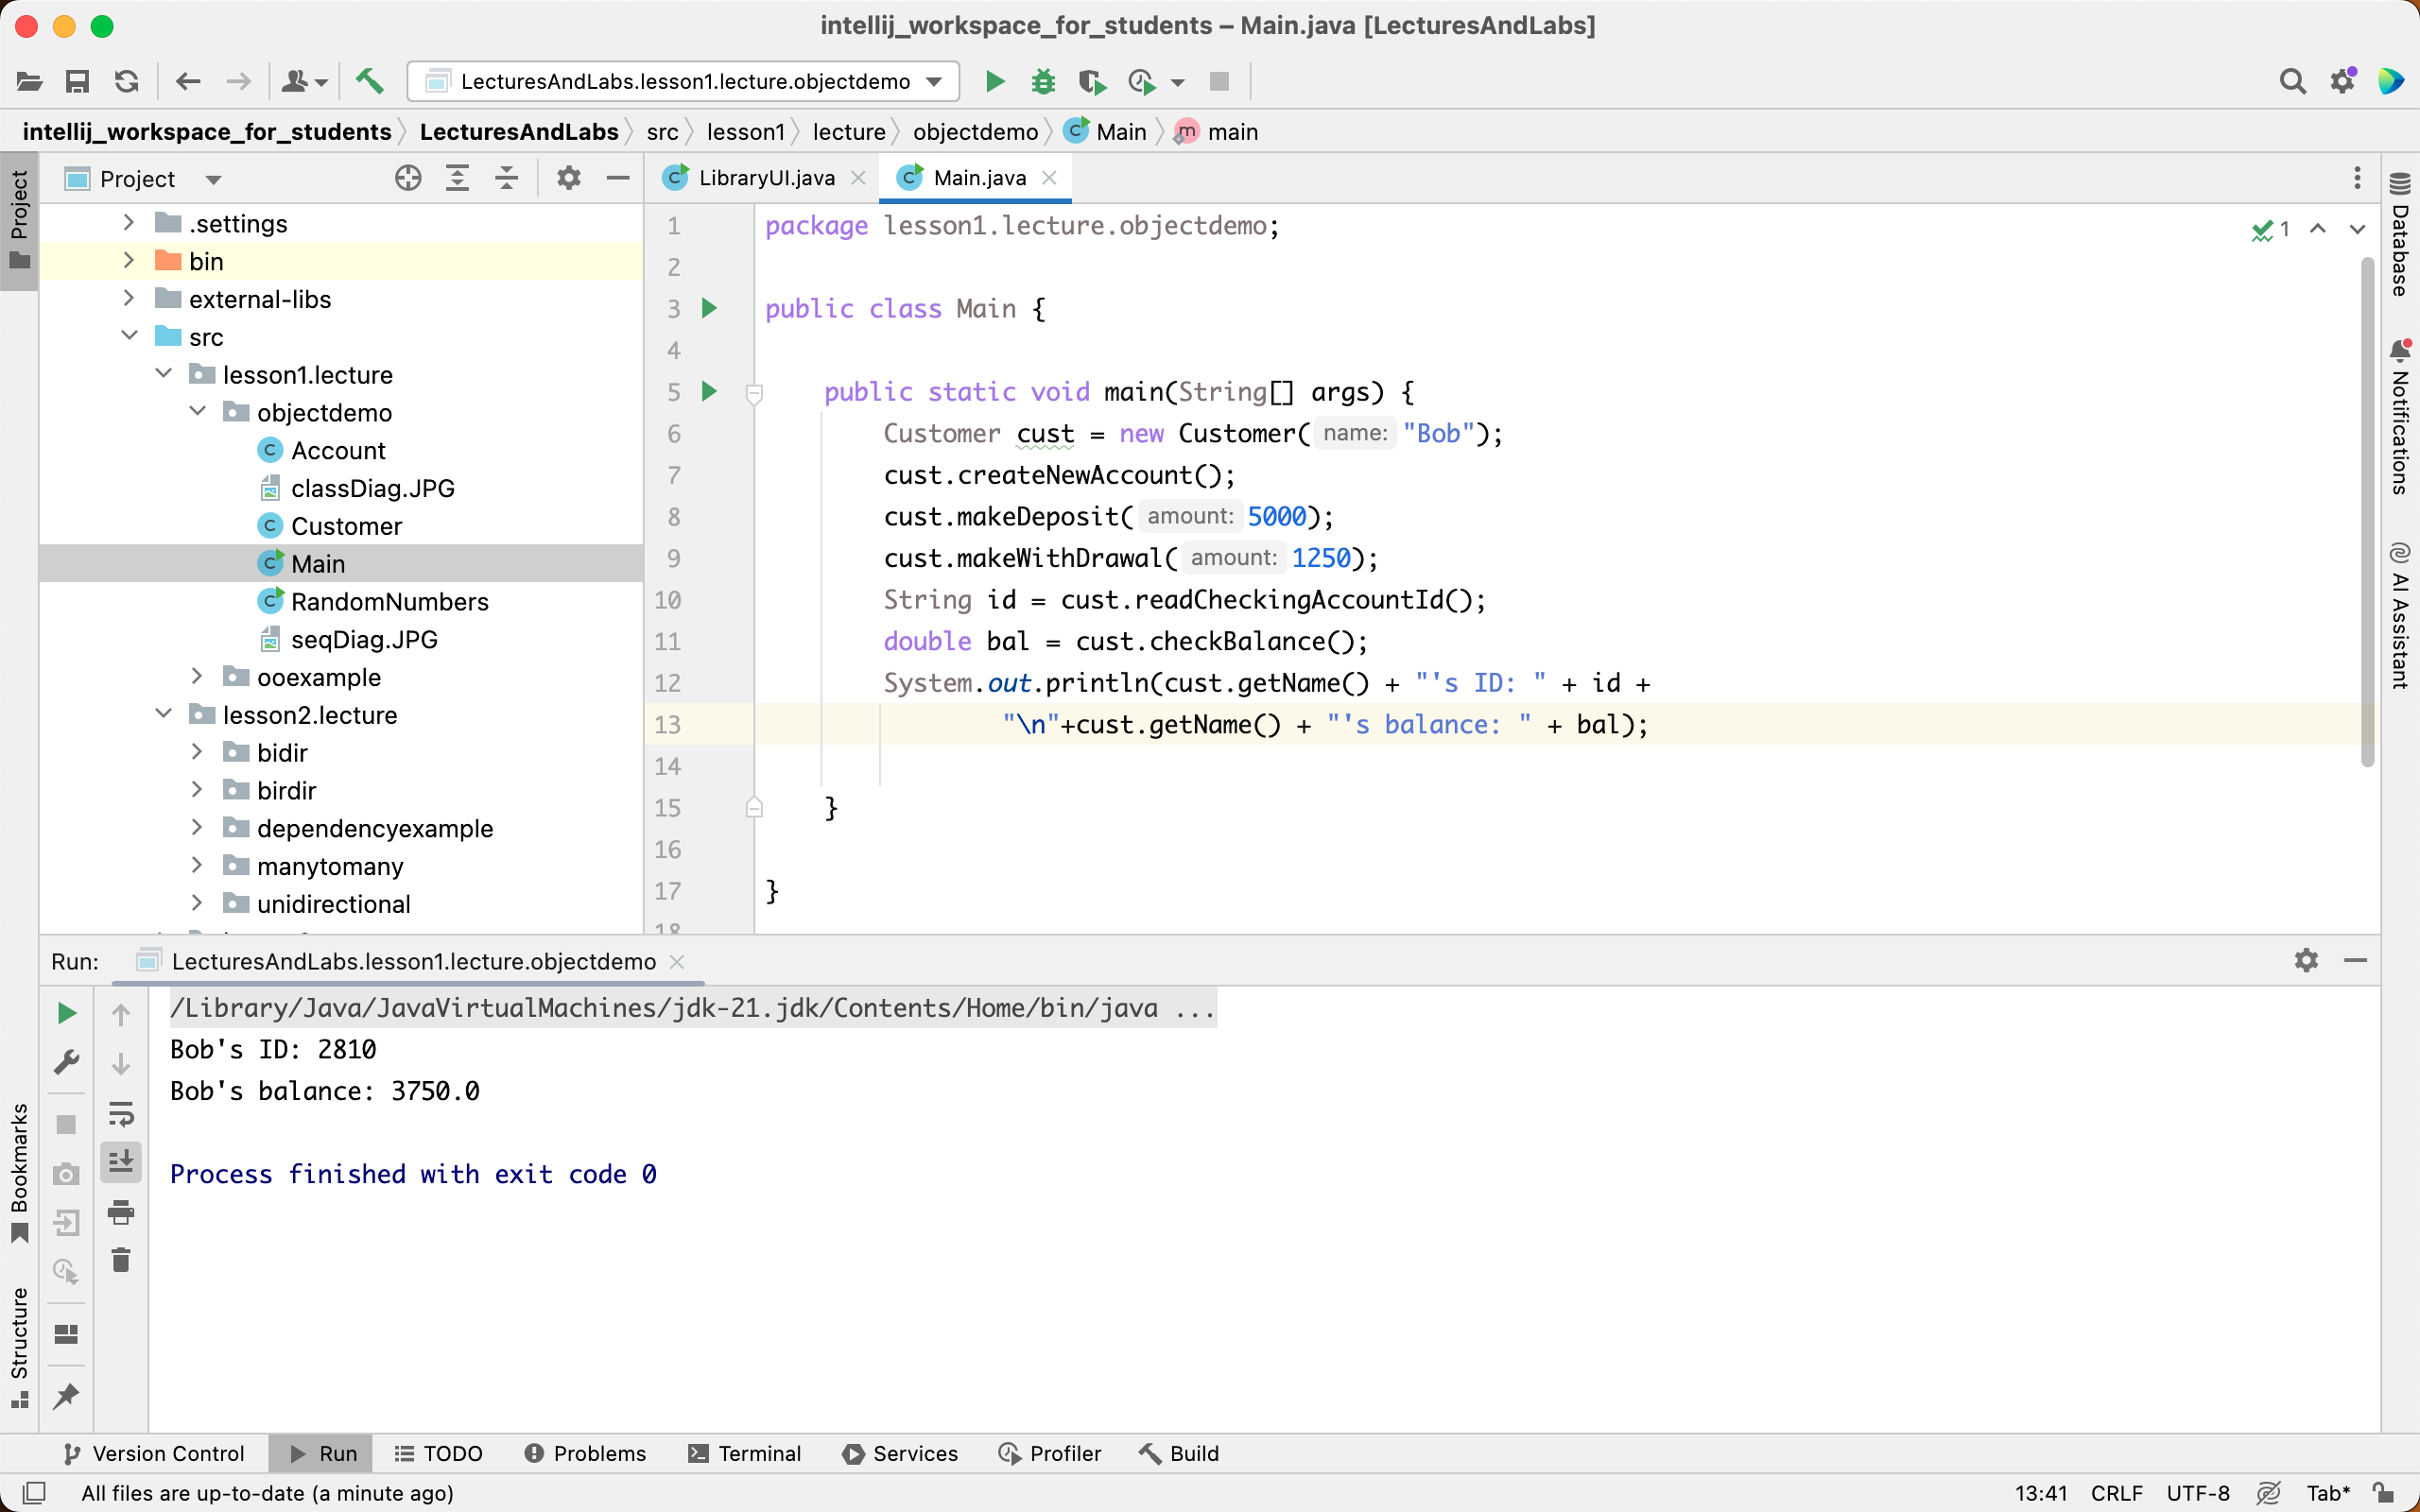 intellij_workspace_for_students – Main.java [LecturesAndLabs]
LecturesAndLabs.lesson1.lecture.objectdemo
intellij_workspace_for_students LecturesAndLabs src lesson1 lecture objectdemo Main main
Project
Project
LibraryUI.java
Main.java
.settings
bin
external-libs
src
lesson1.lecture
objectdemo
Account
classDiag.JPG
Customer
Main
RandomNumbers
seqDiag.JPG
ooexample
lesson2.lecture
bidir
birdir
dependencyexample
manytomany
unidirectional
1 package lesson1.lecture.objectdemo;
2
3 public class Main {
4
5 public static void main(String[] args) {
6 Customer cust = new Customer( name: "Bob");
7 cust.createNewAccount();
8 cust.makeDeposit( amount: 5000);
9 cust.makeWithDrawal( amount: 1250);
10 String id = cust.readCheckingAccountId();
11 double bal = cust.checkBalance();
12 System.out.println(cust.getName() + "'s ID: " + id +
13 "\n"+cust.getName() + "'s balance: " + bal);
14
15 }
16
17 }
18
1
Database
Notifications
AI Assistant
Run: LecturesAndLabs.lesson1.lecture.objectdemo
/Library/Java/JavaVirtualMachines/jdk-21.jdk/Contents/Home/bin/java ...
Bob's ID: 2810
Bob's balance: 3750.0
Process finished with exit code 0
Bookmarks
Structure
Version Control Run TODO Problems Terminal Services Profiler Build
All files are up-to-date (a minute ago)
13:41 CRLF UTF-8 Tab*